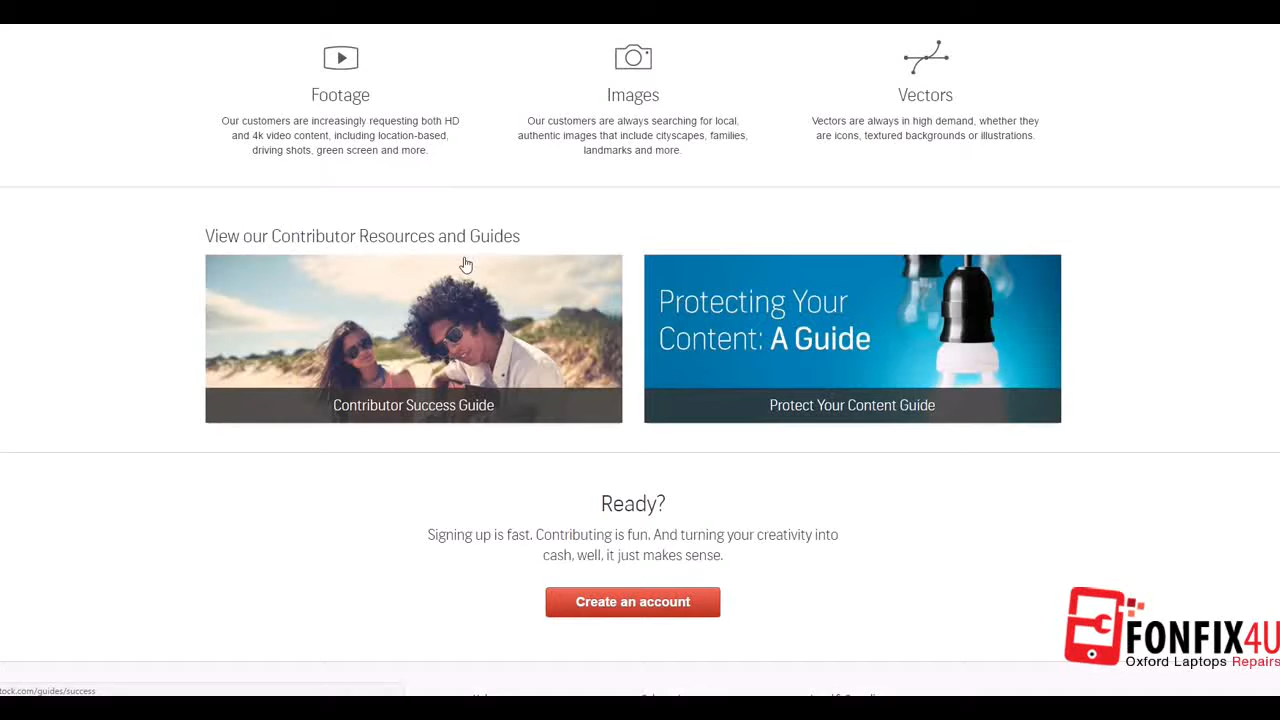 Footage
Images
Vectors
Our customers are increasingly requesting both HD
and 4k video content, including location-based,
driving shots, green screen and more.
Our customers are always searching for local,
authentic images that include cityscapes, families,
landmarks and more.
Vectors are always in high demand, whether they
are icons, textured backgrounds or illustrations.
View our Contributor Resources and Guides
Contributor Success Guide
Protecting Your
Content: A Guide
Protect Your Content Guide
Ready?
Signing up is fast. Contributing is fun. And turning your creativity into
cash, well, it just makes sense.
Create an account
FONFIX4U
Oxford Laptops Repairs
tock.com/guides/success